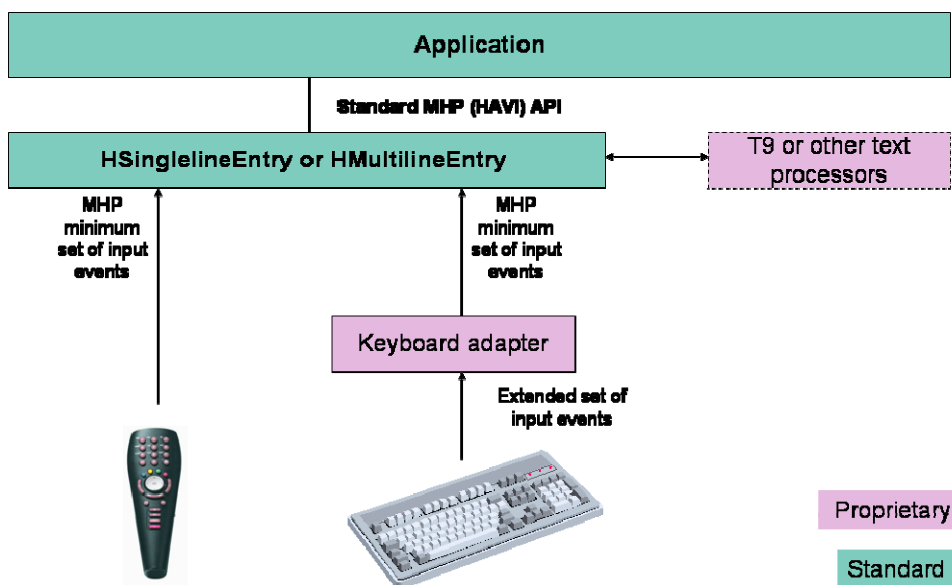 Application
Standard MHP (HAVI) API
HSinglelineEntry or HMultilineEntry
T9 or other text
processors
MHP
minimum
set of input
events
MHP
minimum
set of input
events
Keyboard adapter
Extended set of
input events
Proprietary
Standard